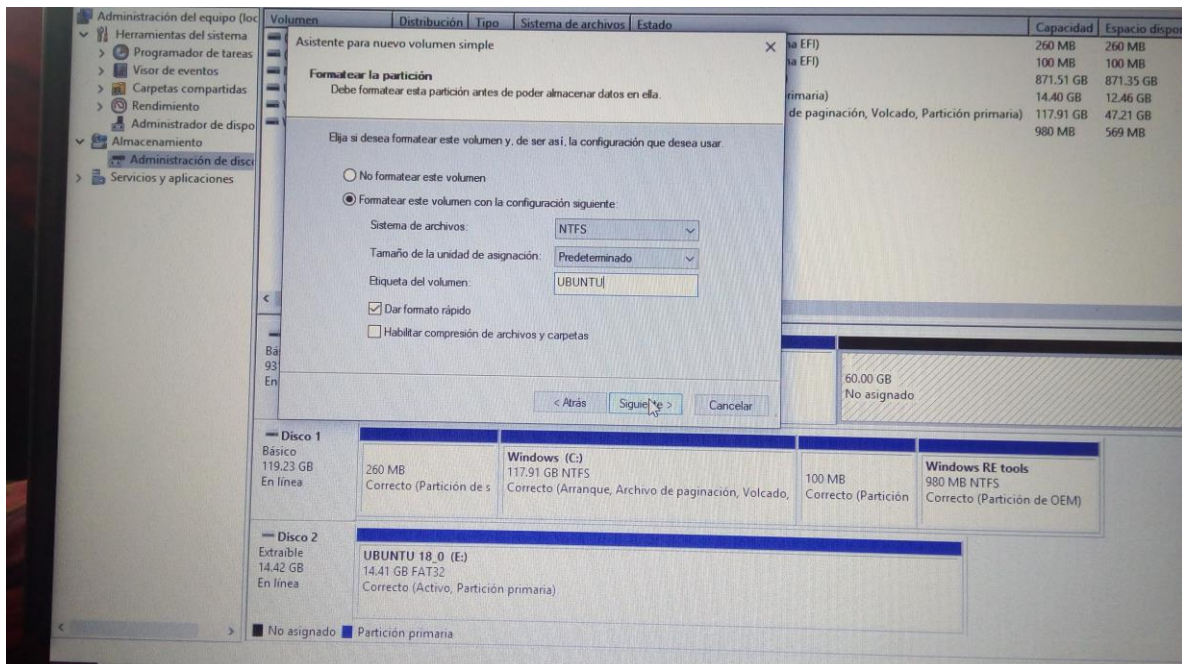 Administración del equipo (loc
Herramientas del sistema
Programador de tareas
Visor de eventos
Carpetas compartidas
Rendimiento
Administrador de dispo
Almacenamiento
Administración de disco
Servicios y aplicaciones
Volumen Distribución Tipo Sistema de archivos Estado Capacidad Espacio dispon
a EFI) 260 MB 260 MB
a EFI) 100 MB 100 MB
871.51 GB 871.35 GB
rimaria) 14.40 GB 12.46 GB
de paginación, Volcado, Partición primaria) 117.91 GB 47.21 GB
980 MB 569 MB
Asistente para nuevo volumen simple
Formatear la partición
Debe formatear esta partición antes de poder almacenar datos en ella.
Elija si desea formatear este volumen y, de ser así, la configuración que desea usar.
No formatear este volumen
Formatear este volumen con la configuración siguiente:
Sistema de archivos: NTFS
Tamaño de la unidad de asignación: Predeterminado
Etiqueta del volumen: UBUNTU
Dar formato rápido
Habilitar compresión de archivos y carpetas
< Atrás Siguiente > Cancelar
Bá
93
En
60.00 GB
No asignado
Disco 1
Básico
119.23 GB
En línea
260 MB
Correcto (Partición de s
Windows (C:)
117.91 GB NTFS
Correcto (Arranque, Archivo de paginación, Volcado,
100 MB
Correcto (Partición
Windows RE tools
980 MB NTFS
Correcto (Partición de OEM)
Disco 2
Extraíble
14.42 GB
En línea
UBUNTU 18_0 (E:)
14.41 GB FAT32
Correcto (Activo, Partición primaria)
No asignado Partición primaria